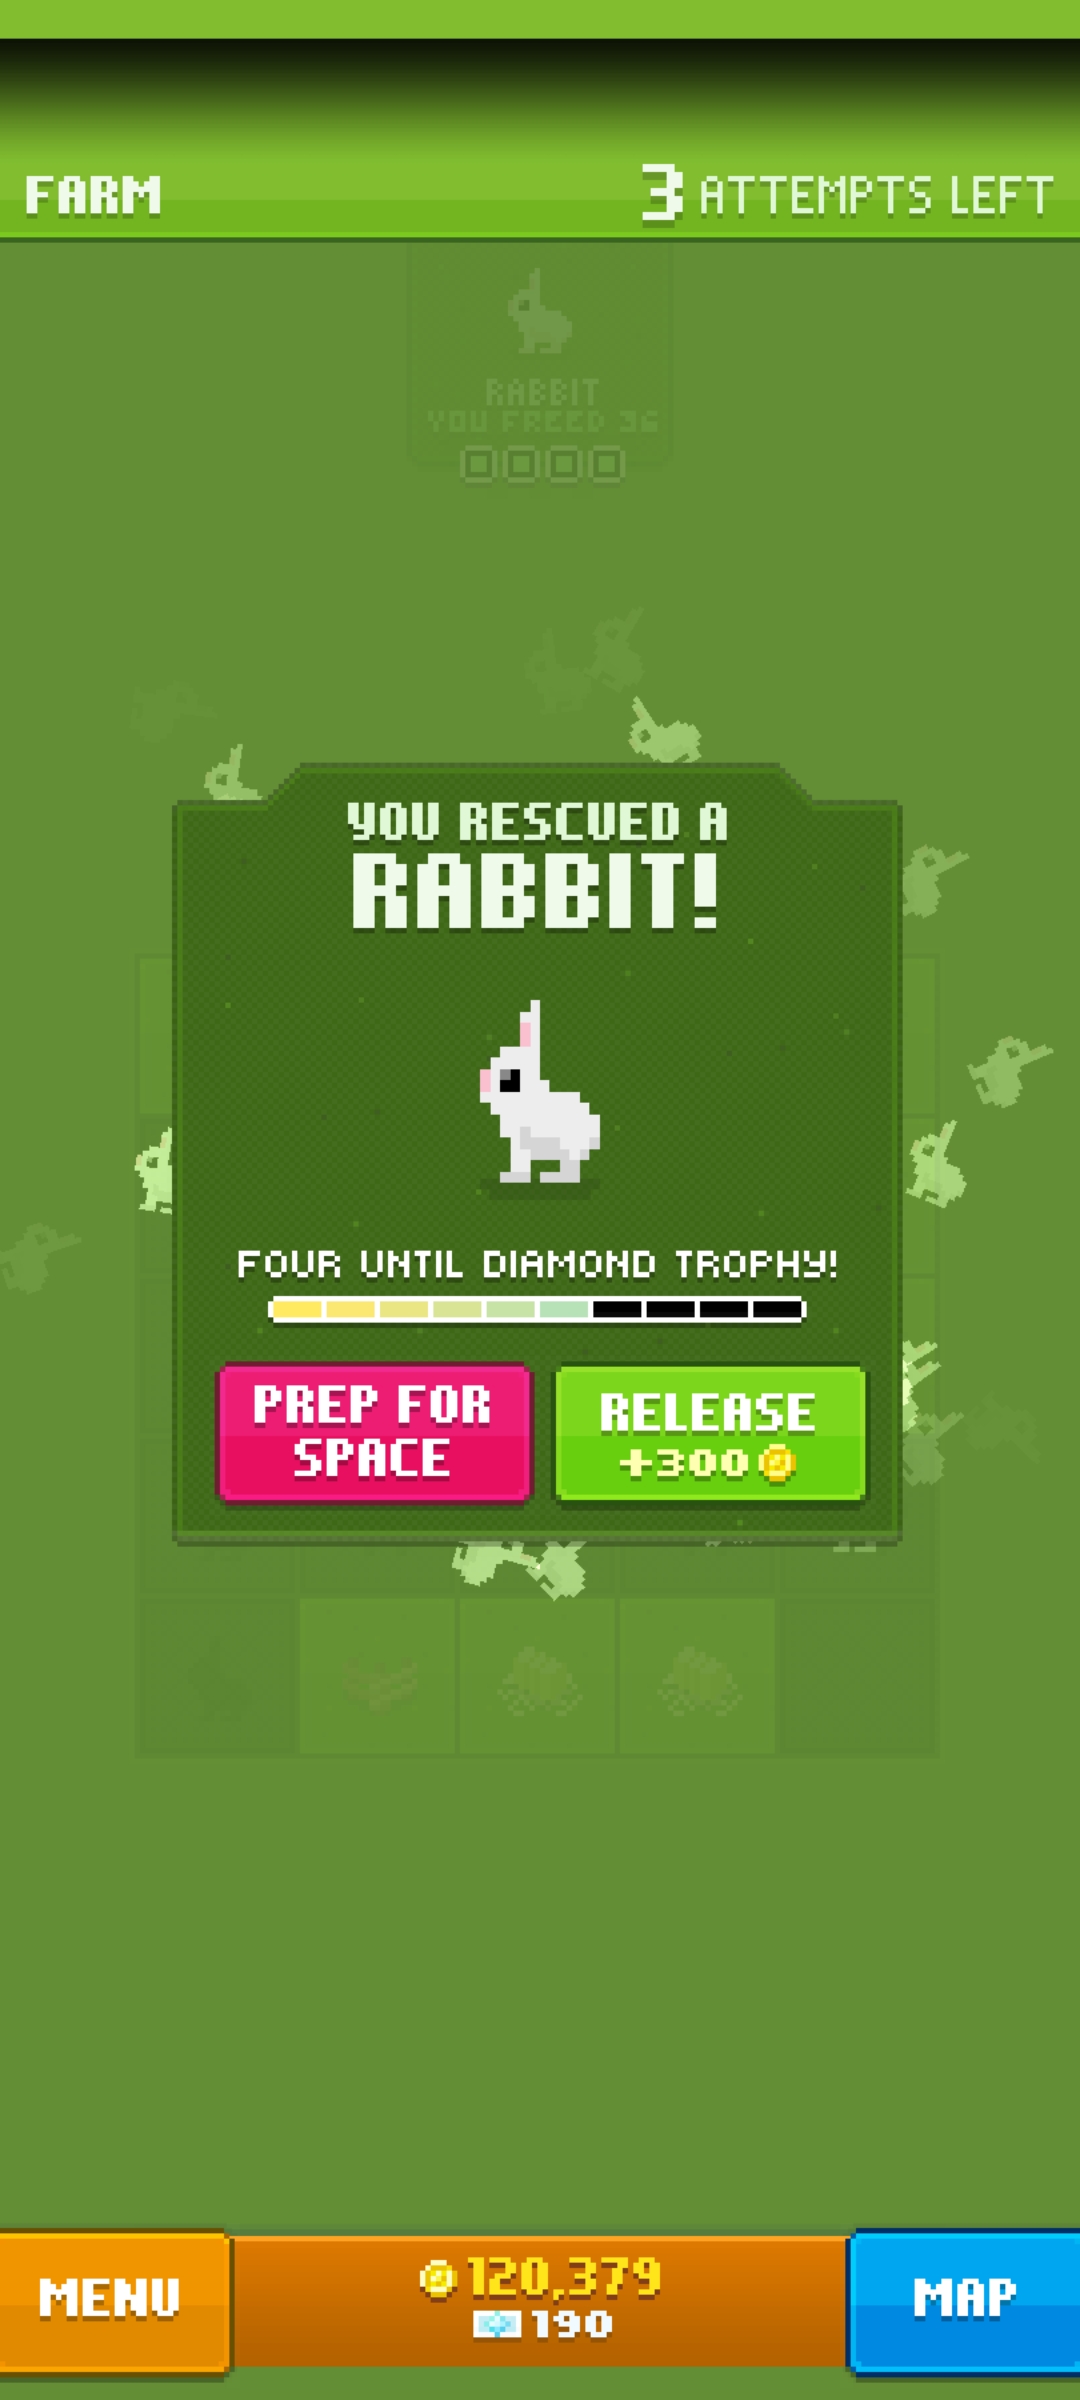 FARM
3 ATTEMPTS LEFT
RABBIT
YOU FREED 36
YOU RESCUED A
RABBIT!
FOUR UNTIL DIAMOND TROPHY!
PREP FOR
SPACE
RELEASE
+300
MENU
120,379
190
MAP